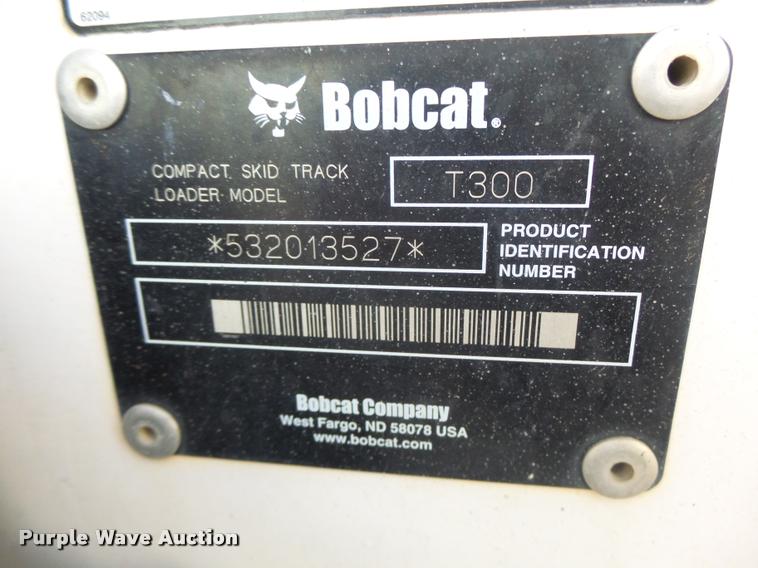 62094
Bobcat®
COMPACT SKID TRACK
LOADER MODEL
T300
*532013527*
PRODUCT
IDENTIFICATION
NUMBER
Bobcat Company
West Fargo, ND 58078 USA
www.bobcat.com
Purple Wave Auction